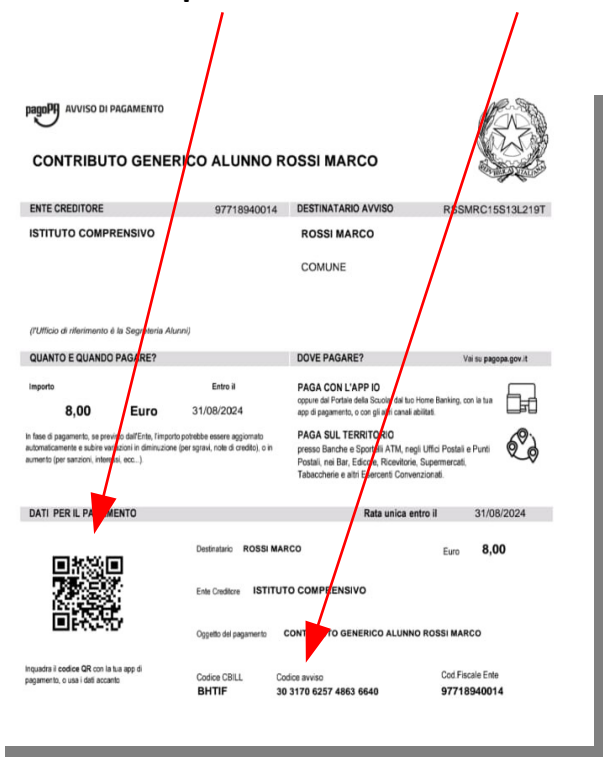 pagoPA AVVISO DI PAGAMENTO
CONTRIBUTO GENERICO ALUNNO ROSSI MARCO
ENTE CREDITORE 97718940014 DESTINATARIO AVVISO RSSMRC15S13L219T
ISTITUTO COMPRENSIVO ROSSI MARCO
COMUNE
(l'Ufficio di riferimento é la Segreteria Alunni)
QUANTO E QUANDO PAGARE? DOVE PAGARE? Vai su pagopa.gov.it
Importo Entro il PAGA CON L'APP IO
oppure dal Portale della Scuola, dal tuo Home Banking, con la tua
8,00 Euro 31/08/2024 app di pagamento, o con gli altri canali abilitati.
In fase di pagamento, se previsto dall'Ente, l'importo potrebbe essere aggiornato
automaticamente e subire variazioni in diminuzione (per sgravi, note di credito), o in
aumento (per sanzioni, interessi, ecc...)
PAGA SUL TERRITORIO
presso Banche e Sportelli ATM, negli Uffici Postali e Punti
Postali, nei Bar, Edicole, Ricevitorie, Supermercati,
Tabaccherie e altri Esercenti Convenzionati.
DATI PER IL PAGAMENTO Rata unica entro il 31/08/2024
Destinatario ROSSI MARCO Euro 8,00
Ente Creditore ISTITUTO COMPRENSIVO
Oggetto del pagamento CONTRIBUTO GENERICO ALUNNO ROSSI MARCO
Inquadra il codice QR con la tua app di
pagamento, o usa i dati accanto
Codice CBILL Codice avviso Cod.Fiscale Ente
BHTIF 30 3170 6257 4863 6640 97718940014